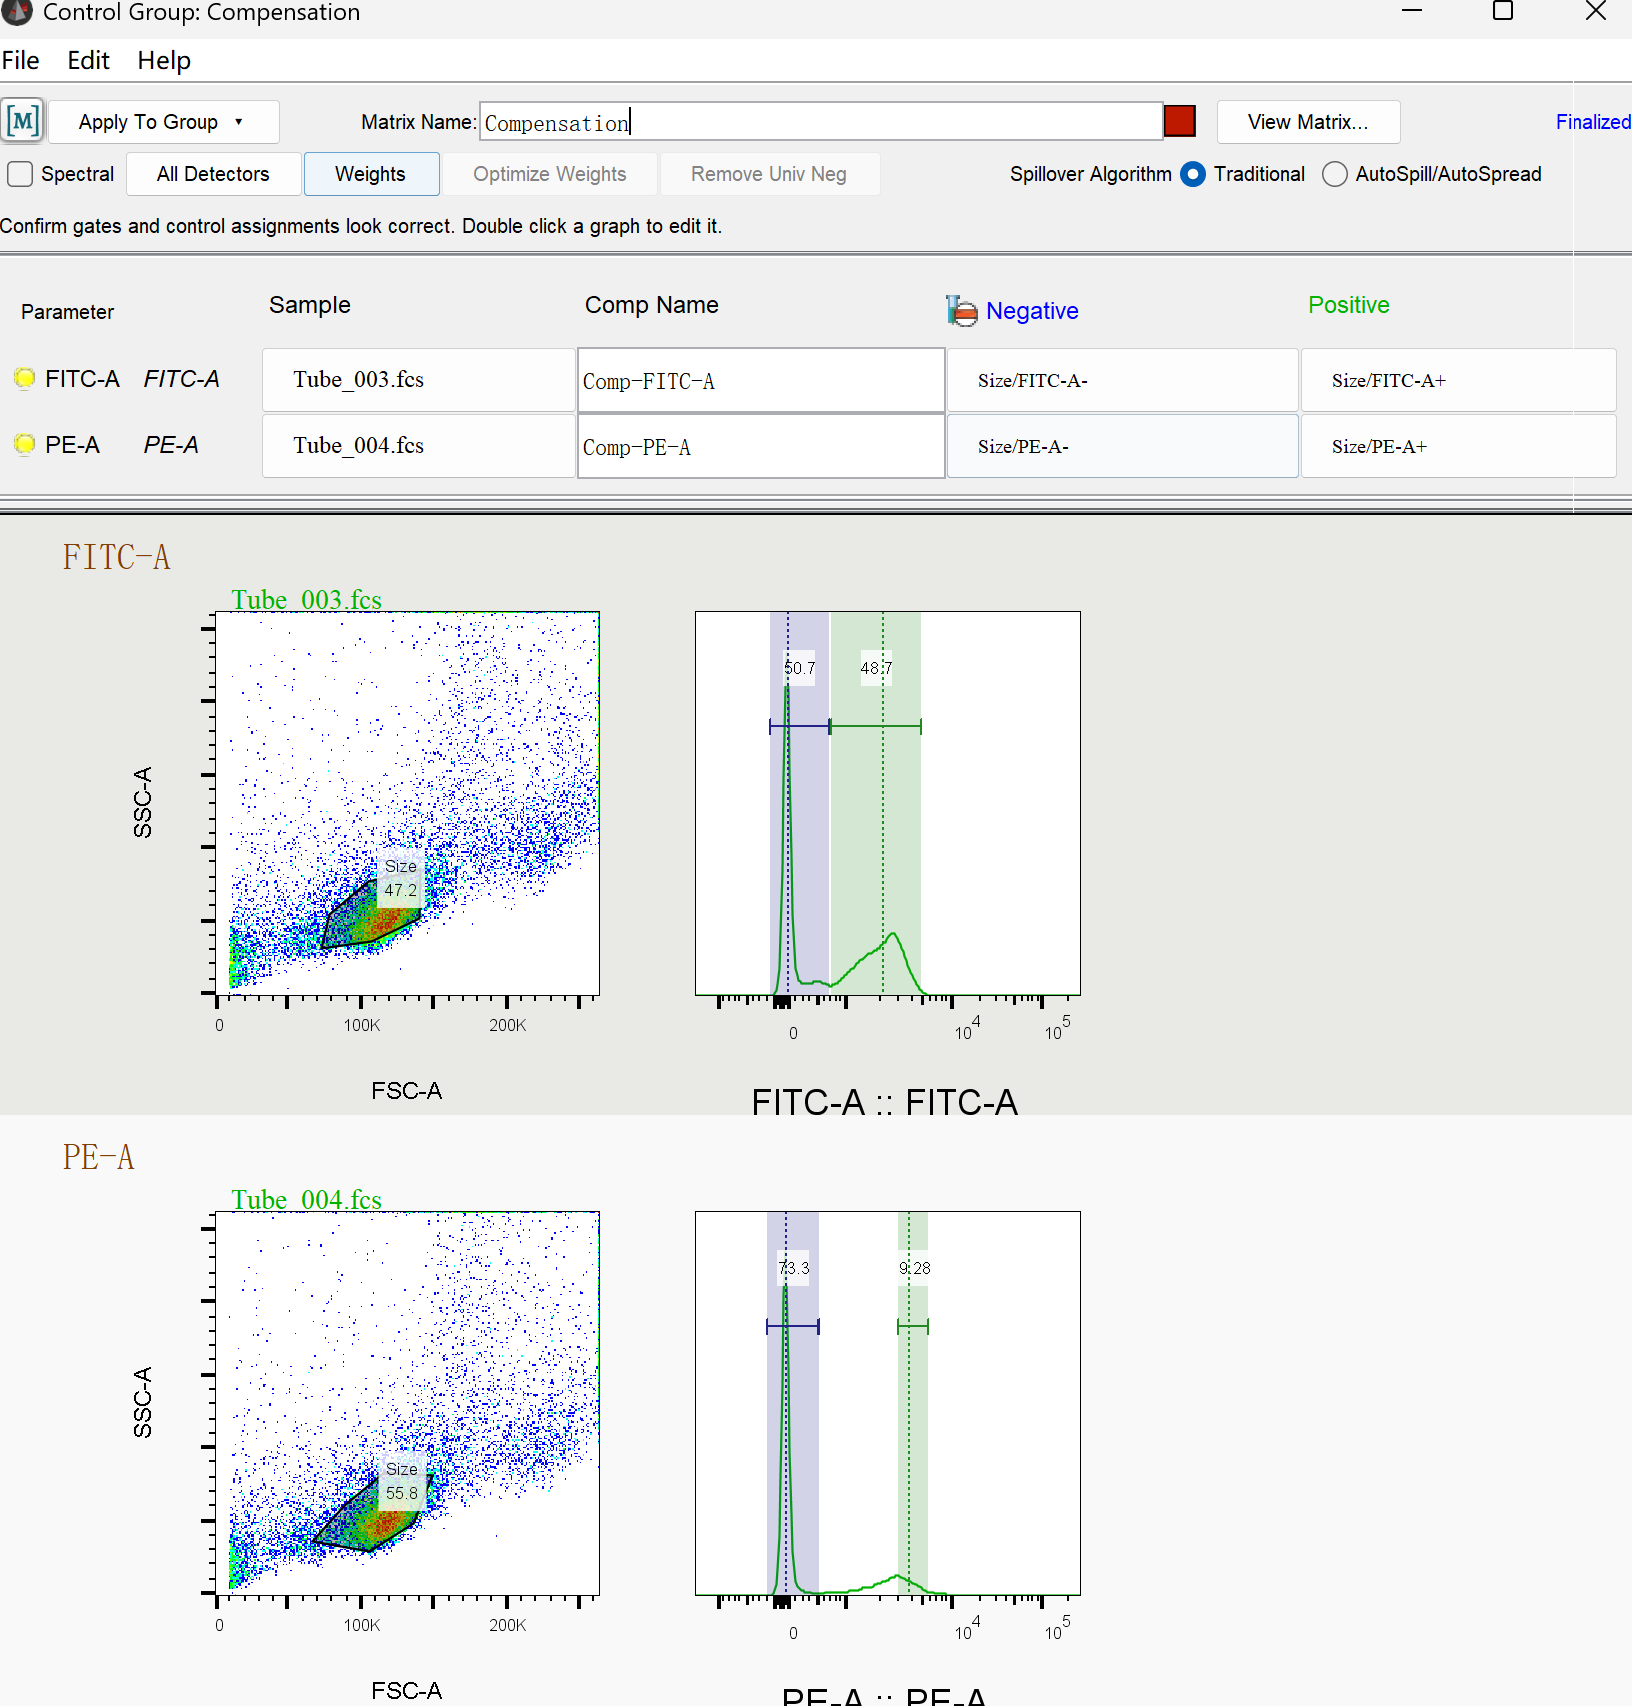 Control Group: Compensation
File Edit Help
[M] Apply To Group ▼ Matrix Name: Compensation View Matrix... Finalized
Spectral All Detectors Weights Optimize Weights Remove Univ Neg Spillover Algorithm Traditional AutoSpill/AutoSpread
Confirm gates and control assignments look correct. Double click a graph to edit it.
Parameter Sample Comp Name Negative Positive
FITC-A FITC-A Tube_003.fcs Comp-FITC-A Size/FITC-A- Size/FITC-A+
PE-A PE-A Tube_004.fcs Comp-PE-A Size/PE-A- Size/PE-A+
FITC-A
Tube_003.fcs
50.7 48.7
SSC-A
Size
47.2
0 100K 200K
0 10^4 10^5
FSC-A
FITC-A :: FITC-A
PE-A
Tube_004.fcs
73.3 9.28
SSC-A
Size
55.8
0 100K 200K
0 10^4 10^5
FSC-A
PE-A :: PE-A